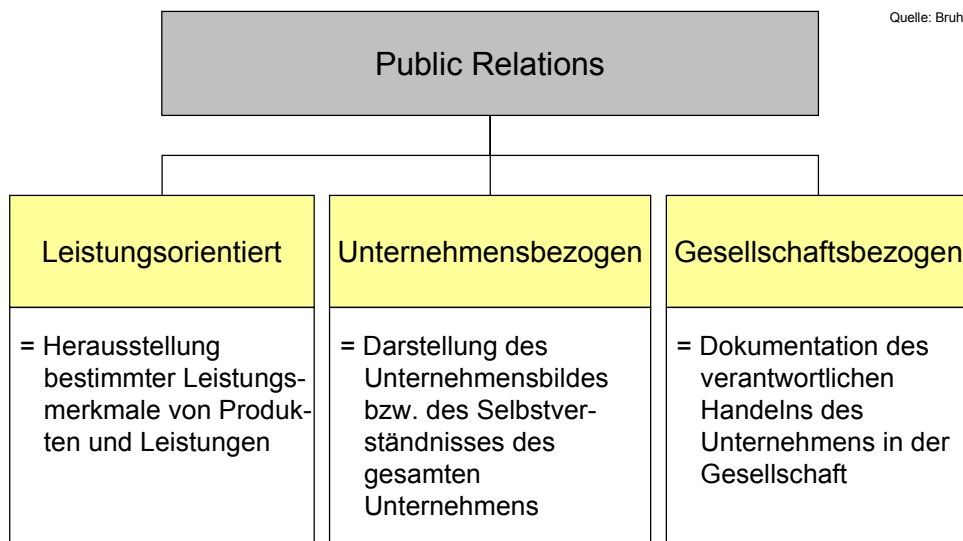 Quelle: Bruh
Public Relations
Leistungsorientiert
= Herausstellung
bestimmter Leistungs-
merkmale von Produk-
ten und Leistungen
Unternehmensbezogen
= Darstellung des
Unternehmensbildes
bzw. des Selbstver-
ständnisses des
gesamten
Unternehmens
Gesellschaftsbezogen
= Dokumentation des
verantwortlichen
Handelns des
Unternehmens in der
Gesellschaft